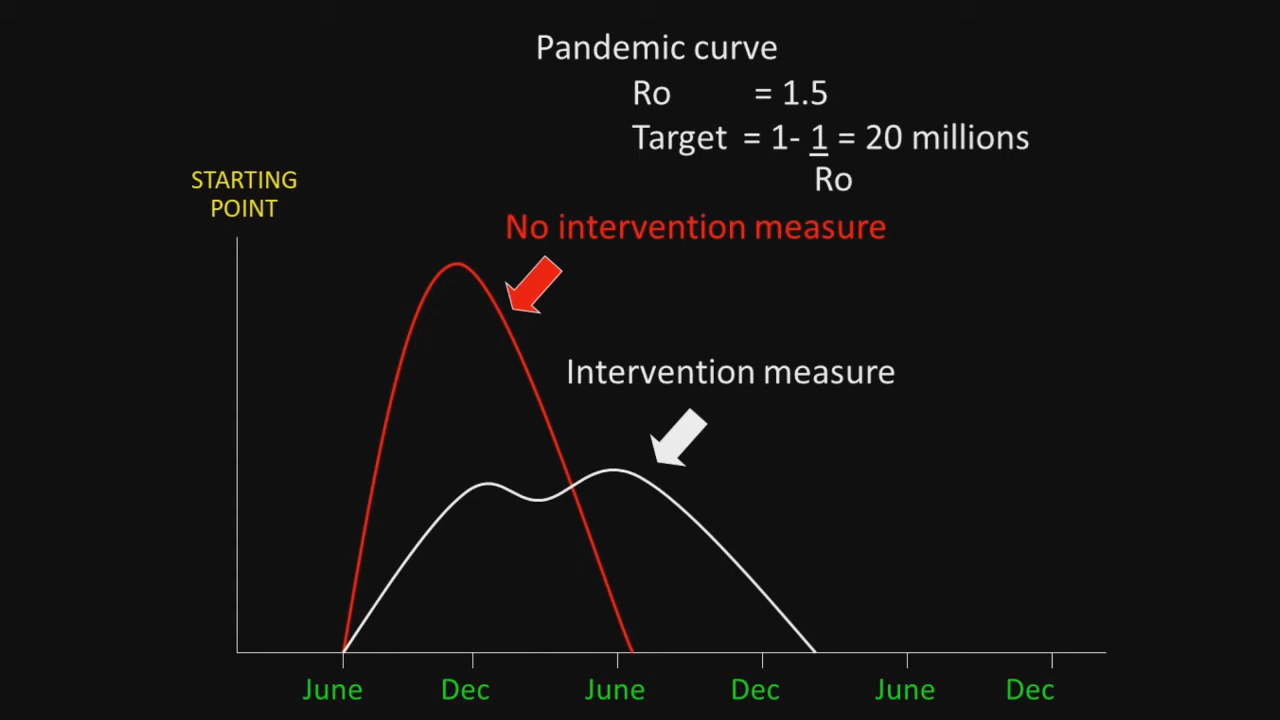 Pandemic curve
Ro = 1.5
Target = 1- 1 = 20 millions
Ro
STARTING
POINT
No intervention measure
Intervention measure
June Dec June Dec June Dec